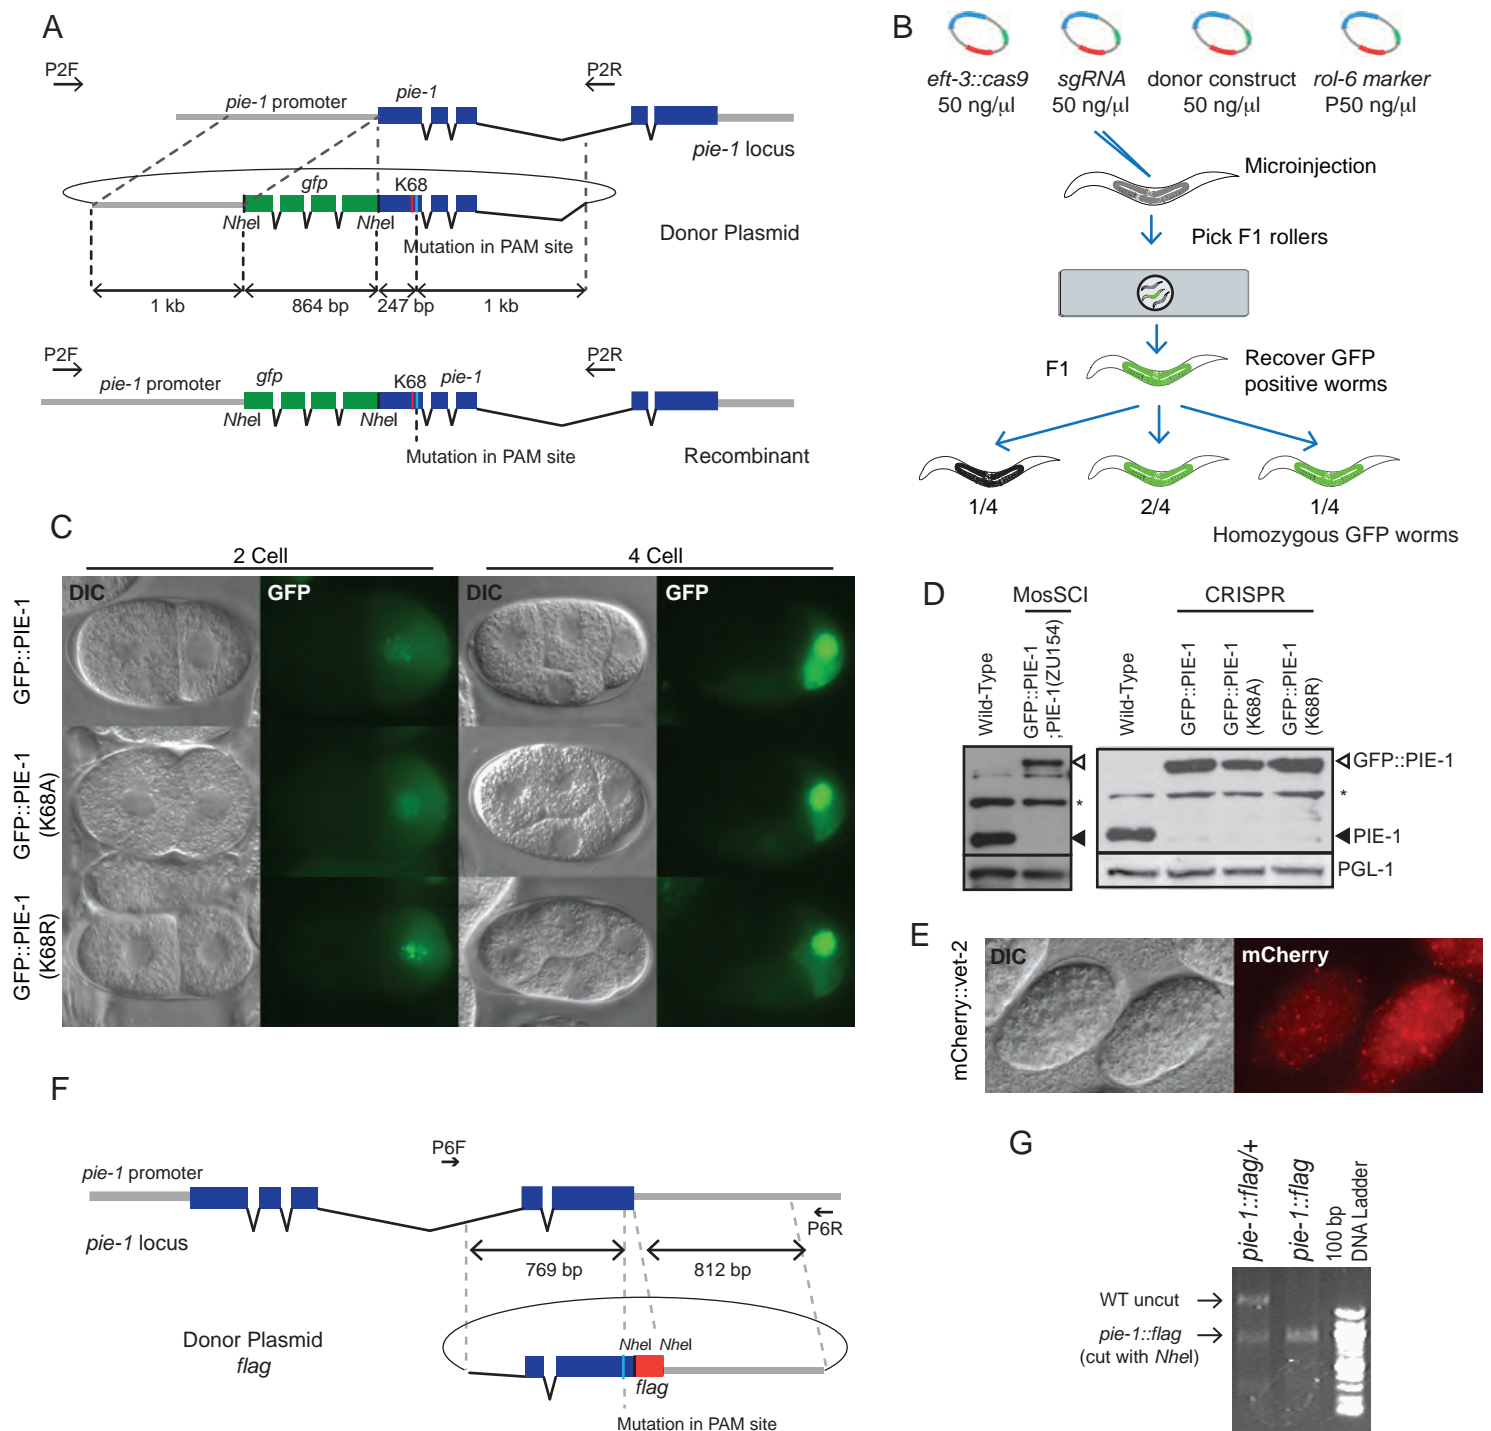 A
P2F
P2R
pie-1 promoter
pie-1
pie-1 locus
gfp
K68
NheI
NheI
Mutation in PAM site
Donor Plasmid
1 kb
864 bp
247 bp
1 kb
P2F
P2R
pie-1 promoter
gfp
K68
pie-1
NheI
NheI
Mutation in PAM site
Recombinant
B
eft-3::cas9
50 ng/µl
sgRNA
50 ng/µl
donor construct
50 ng/µl
rol-6 marker
P50 ng/µl
Microinjection
Pick F1 rollers
F1
Recover GFP
positive worms
1/4
2/4
1/4
Homozygous GFP worms
C
2 Cell
4 Cell
DIC
GFP
DIC
GFP
GFP::PIE-1
GFP::PIE-1
(K68A)
GFP::PIE-1
(K68R)
D
MosSCI
CRISPR
Wild-Type
GFP::PIE-1
;PIE-1(ZU154)
Wild-Type
GFP::PIE-1
GFP::PIE-1
(K68A)
GFP::PIE-1
(K68R)
GFP::PIE-1
*
*
PIE-1
PGL-1
E
mCherry::vet-2
DIC
mCherry
F
P6F
pie-1 promoter
P6R
pie-1 locus
769 bp
812 bp
Donor Plasmid
flag
NheI
NheI
flag
Mutation in PAM site
G
pie-1::flag/+
pie-1::flag
100 bp
DNA Ladder
WT uncut
pie-1::flag
(cut with NheI)